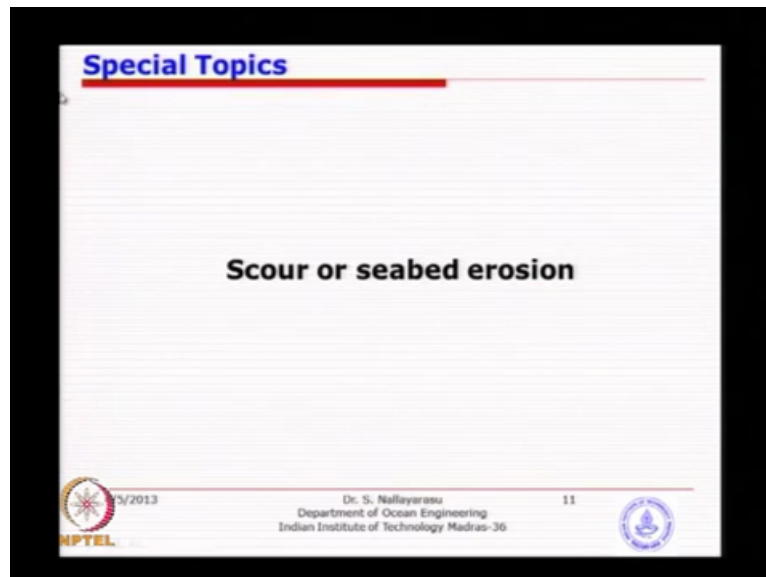 Special Topics
Scour or seabed erosion
5/2013
Dr. S. Nallayarasu
Department of Ocean Engineering
Indian Institute of Technology Madras-36
11
NPTEL